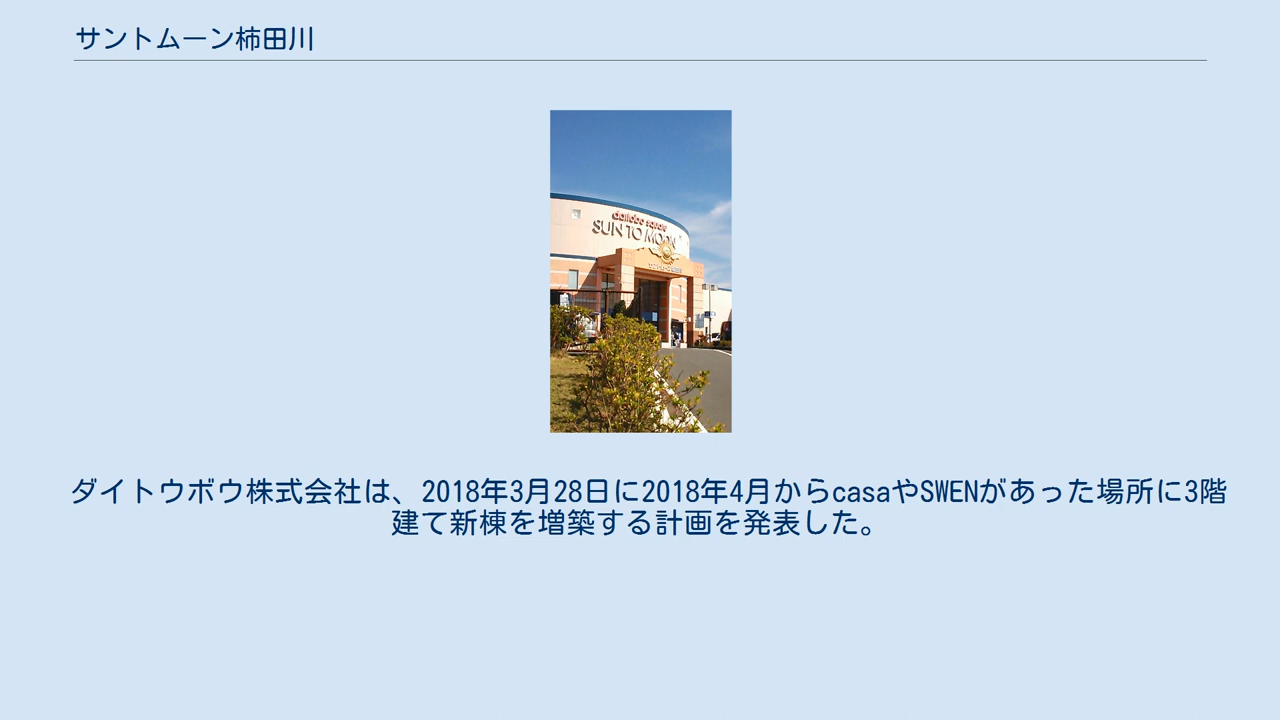 サントムーン柿田川
daitobo square
SUN TO MOON
ダイトウボウ株式会社は、2018年3月28日に2018年4月からcasaやSWENがあった場所に3階
建て新棟を増築する計画を発表した。